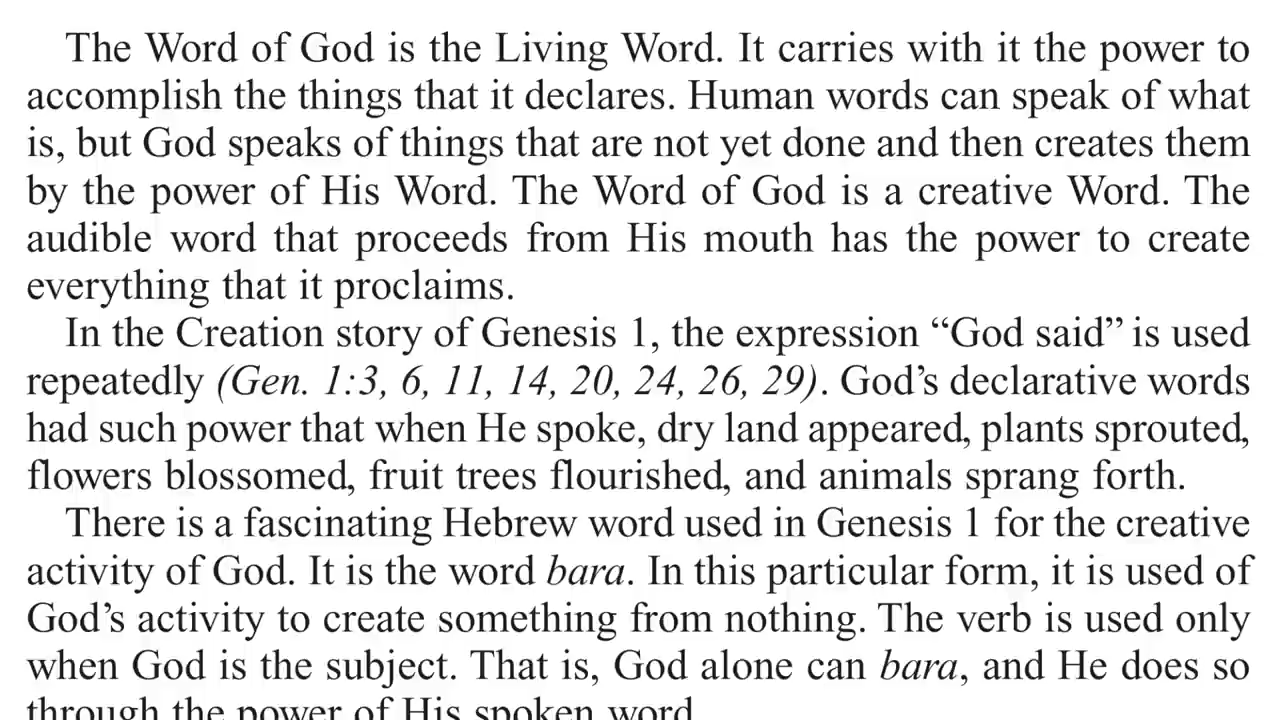 The Word of God is the Living Word. It carries with it the power to
accomplish the things that it declares. Human words can speak of what
is, but God speaks of things that are not yet done and then creates them
by the power of His Word. The Word of God is a creative Word. The
audible word that proceeds from His mouth has the power to create
everything that it proclaims.
In the Creation story of Genesis 1, the expression “God said” is used
repeatedly (Gen. 1:3, 6, 11, 14, 20, 24, 26, 29). God’s declarative words
had such power that when He spoke, dry land appeared, plants sprouted,
flowers blossomed, fruit trees flourished, and animals sprang forth.
There is a fascinating Hebrew word used in Genesis 1 for the creative
activity of God. It is the word bara. In this particular form, it is used of
God’s activity to create something from nothing. The verb is used only
when God is the subject. That is, God alone can bara, and He does so
through the power of His spoken word.